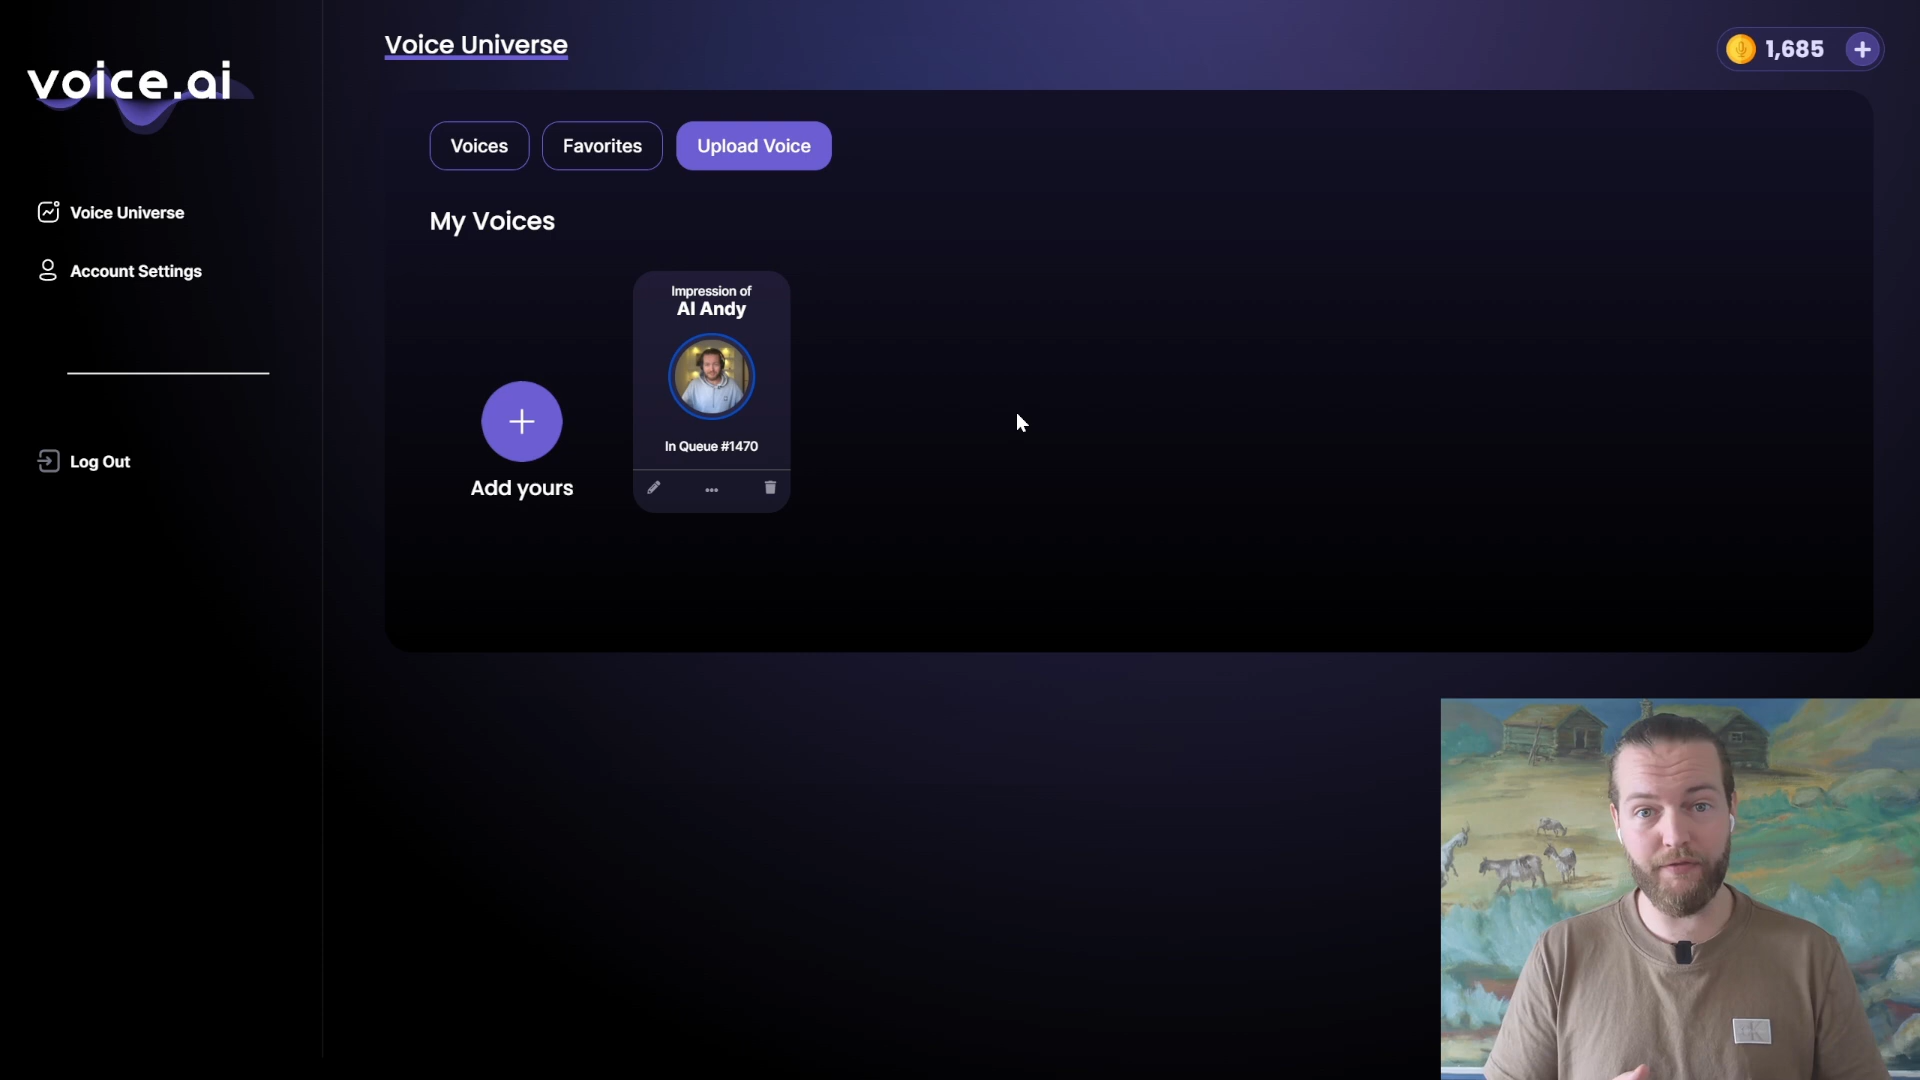 voice.ai
Voice Universe
1,685
Voices
Favorites
Upload Voice
Voice Universe
Account Settings
Log Out
My Voices
Add yours
Impression of
AI Andy
In Queue #1470